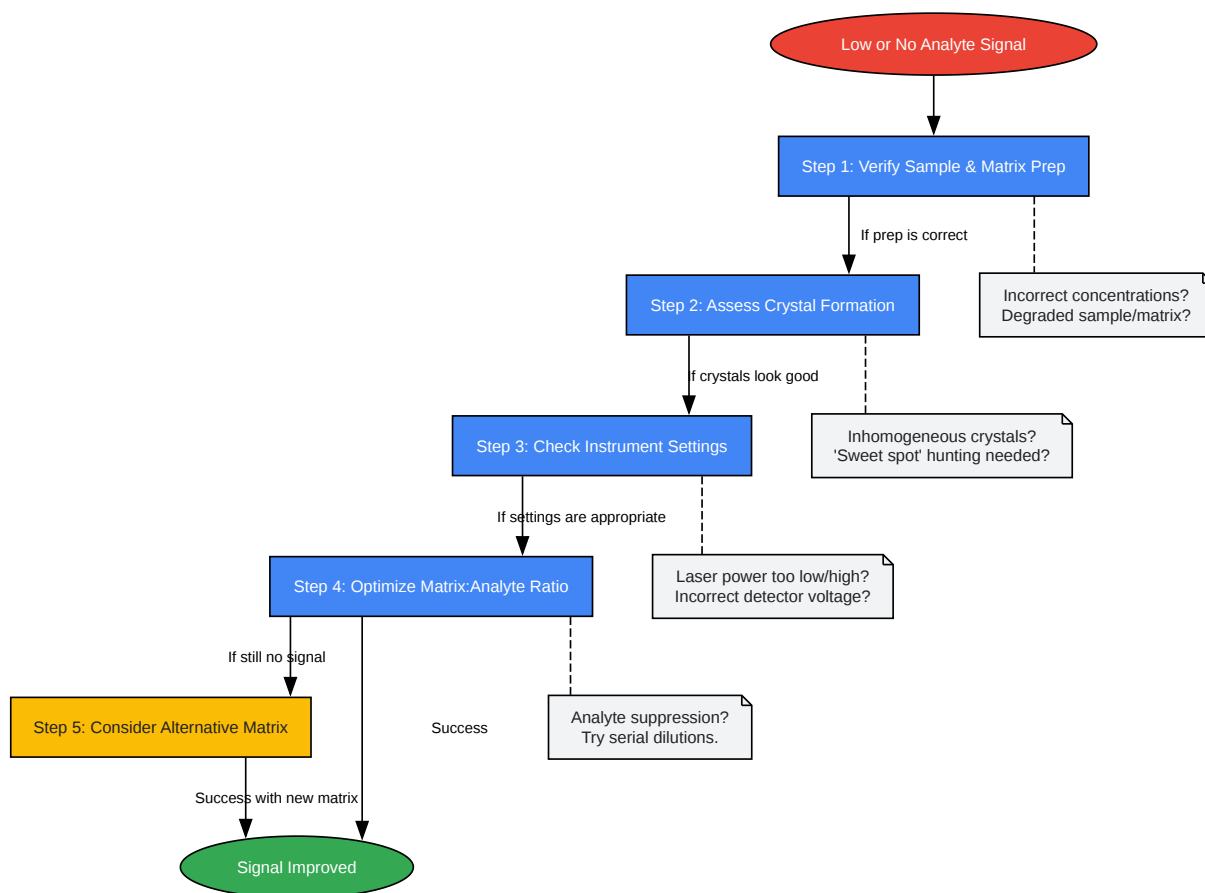 Low or No Analyte Signal
Step 1: Verify Sample & Matrix Prep
If prep is correct
Step 2: Assess Crystal Formation
Incorrect concentrations?
Degraded sample/matrix?
If crystals look good
Step 3: Check Instrument Settings
Inhomogeneous crystals?
'Sweet spot' hunting needed?
If settings are appropriate
Step 4: Optimize Matrix:Analyte Ratio
Laser power too low/high?
Incorrect detector voltage?
If still no signal
Step 5: Consider Alternative Matrix
Success
Analyte suppression?
Try serial dilutions.
Success with new matrix
Signal Improved